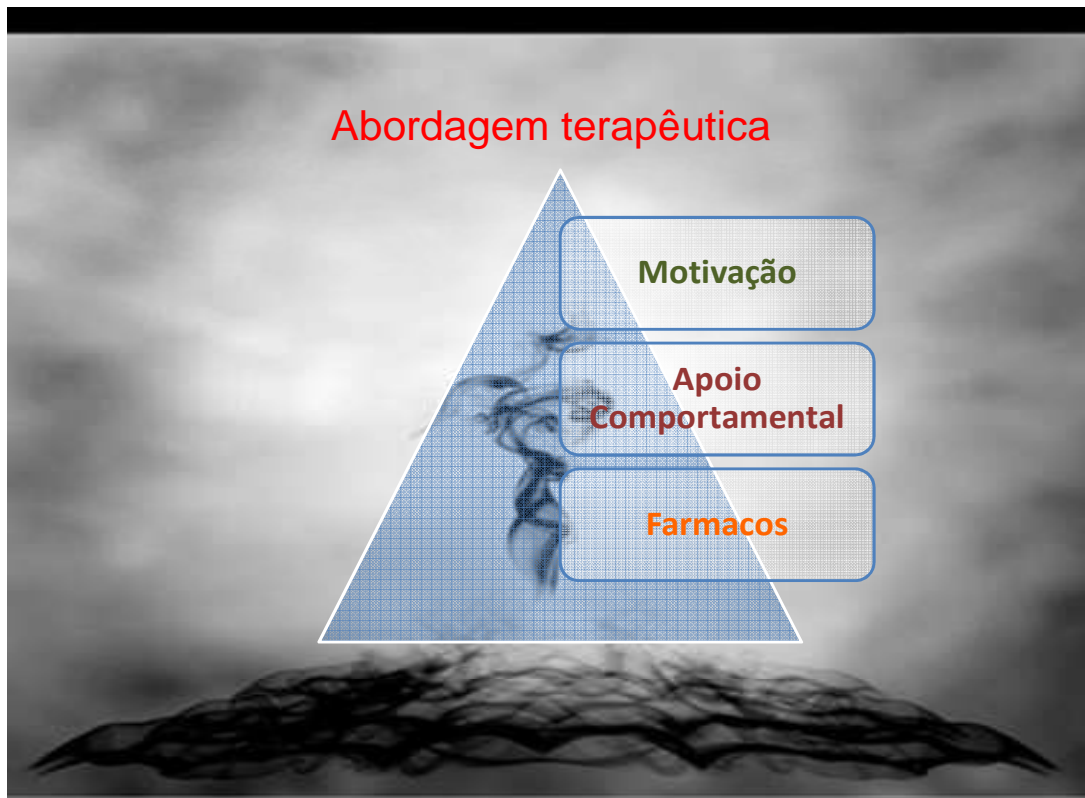 Abordagem terapêutica
Motivação
Apoio
Comportamental
Farmacos